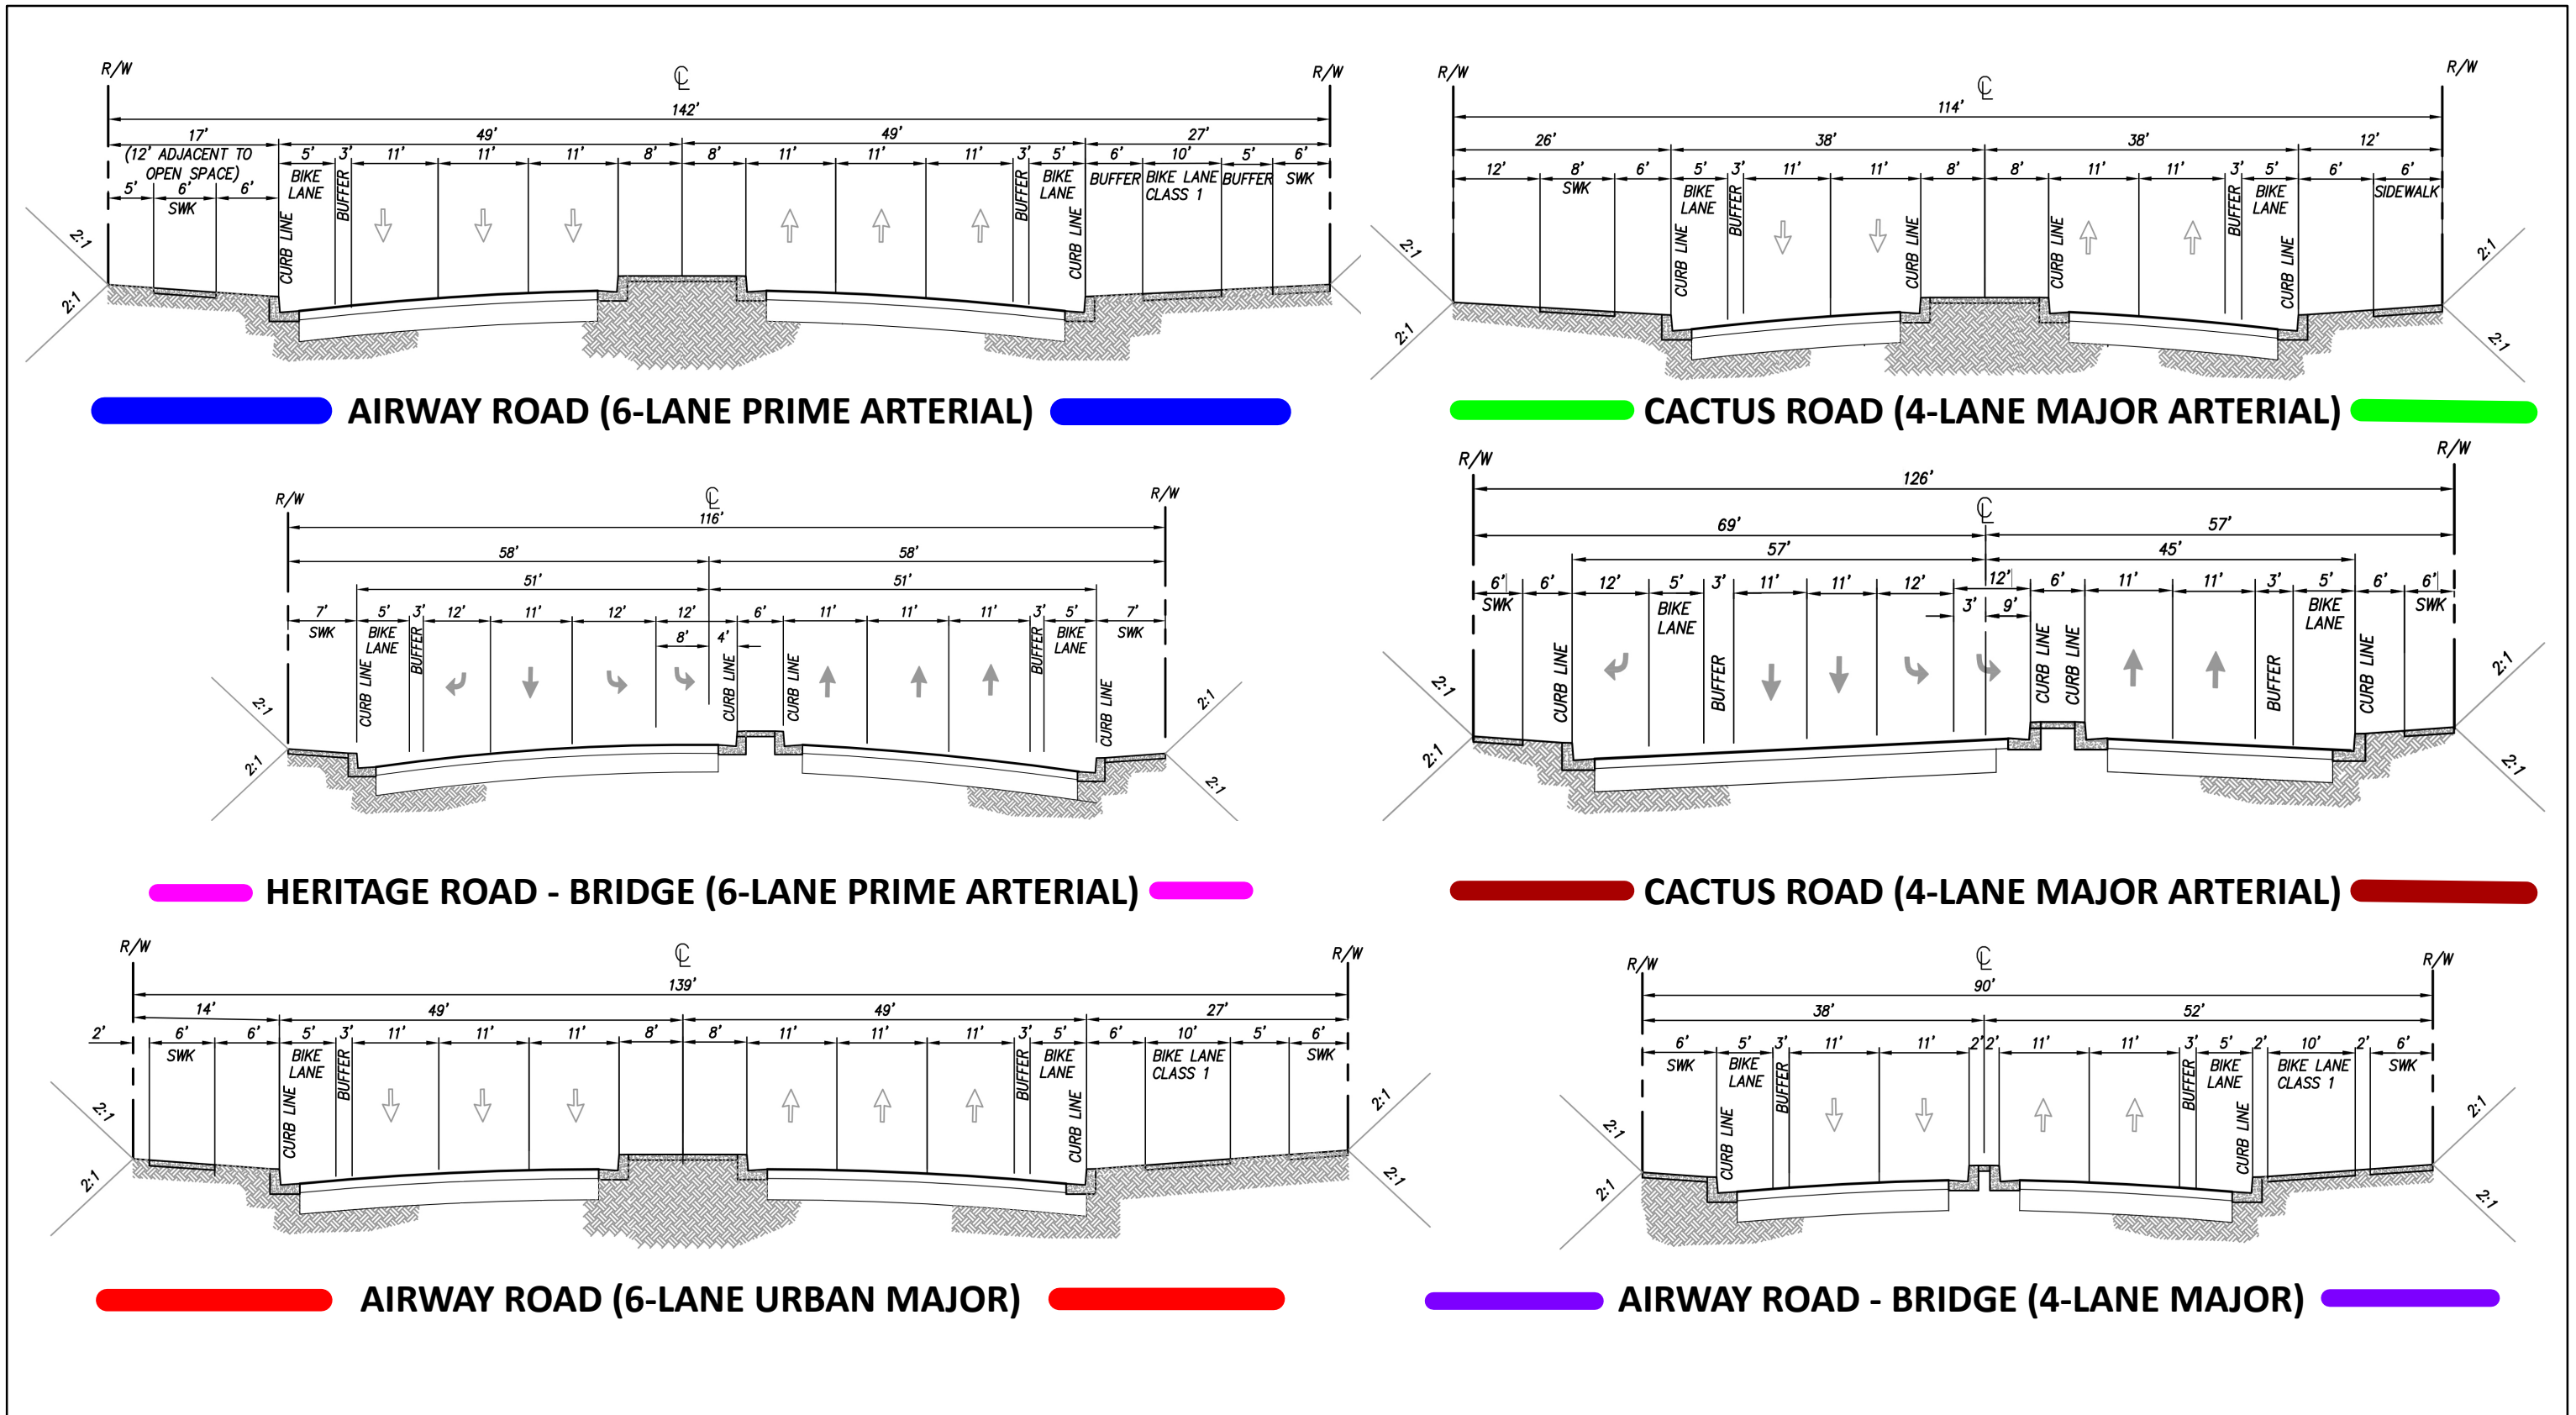 R/W ℄ R/W
142'
17' 49' 49' 27'
(12' ADJACENT TO OPEN SPACE)
5' 3' 11' 11' 11' 8' 8' 11' 11' 11' 3' 5' 6' 10' 5' 6'
5' 6' 6'
SWK
CURB LINE
BIKE LANE
BUFFER
BUFFER
BIKE LANE
CURB LINE
BUFFER
BIKE LANE CLASS 1
BUFFER
SWK
2:1
2:1
AIRWAY ROAD (6-LANE PRIME ARTERIAL)
R/W ℄ R/W
114'
26' 38' 38' 12'
12' 8' 6' 5' 3' 11' 11' 8' 8' 11' 11' 3' 5' 6' 6'
SWK
CURB LINE
BIKE LANE
BUFFER
CURB LINE
CURB LINE
BUFFER
BIKE LANE
CURB LINE
SIDEWALK
2:1
2:1
2:1
2:1
CACTUS ROAD (4-LANE MAJOR ARTERIAL)
R/W ℄ R/W
116'
58' 58'
51' 51'
7' 5' 3' 12' 11' 12' 12' 6' 11' 11' 11' 3' 5' 7'
8' 4'
SWK
CURB LINE
BIKE LANE
BUFFER
CURB LINE
CURB LINE
BUFFER
BIKE LANE
CURB LINE
SWK
2:1
2:1
2:1
2:1
HERITAGE ROAD - BRIDGE (6-LANE PRIME ARTERIAL)
R/W ℄ R/W
126'
69' 57'
57' 45'
6' 6' 12' 5' 3' 11' 11' 12' 12' 6' 11' 11' 3' 5' 6' 6'
3' 9'
SWK
CURB LINE
BIKE LANE
BUFFER
CURB LINE
CURB LINE
BUFFER
BIKE LANE
CURB LINE
SWK
2:1
2:1
2:1
2:1
CACTUS ROAD (4-LANE MAJOR ARTERIAL)
R/W ℄ R/W
139'
14' 49' 49' 27'
2' 6' 6' 5' 3' 11' 11' 11' 8' 8' 11' 11' 11' 3' 5' 6' 10' 5' 6'
SWK
CURB LINE
BIKE LANE
BUFFER
BUFFER
BIKE LANE
CURB LINE
BIKE LANE CLASS 1
SWK
2:1
2:1
2:1
2:1
AIRWAY ROAD (6-LANE URBAN MAJOR)
R/W ℄ R/W
90'
38' 52'
6' 5' 3' 11' 11' 2' 2' 11' 11' 3' 5' 2' 10' 2' 6'
SWK
CURB LINE
BIKE LANE
BUFFER
BUFFER
BIKE LANE
CURB LINE
BIKE LANE CLASS 1
SWK
2:1
2:1
2:1
2:1
AIRWAY ROAD - BRIDGE (4-LANE MAJOR)